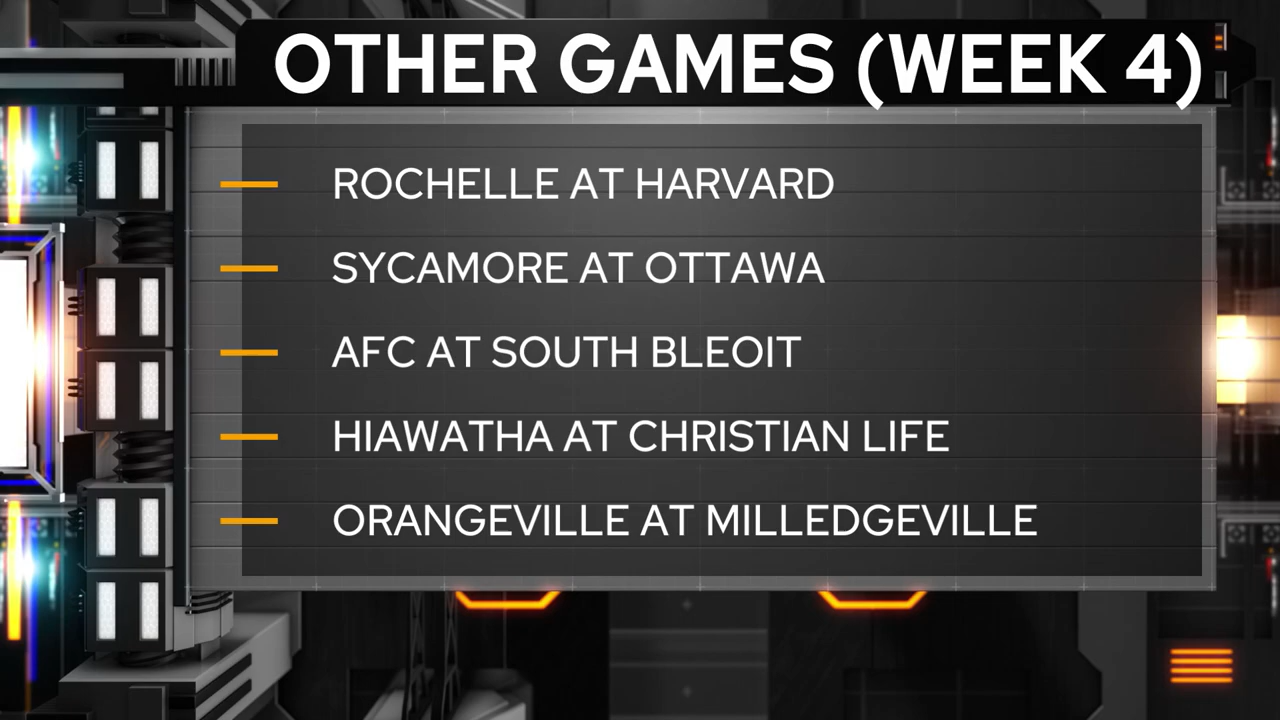 OTHER GAMES (WEEK 4)
ROCHELLE AT HARVARD
SYCAMORE AT OTTAWA
AFC AT SOUTH BLEOIT
HIAWATHA AT CHRISTIAN LIFE
ORANGEVILLE AT MILLEDGEVILLE